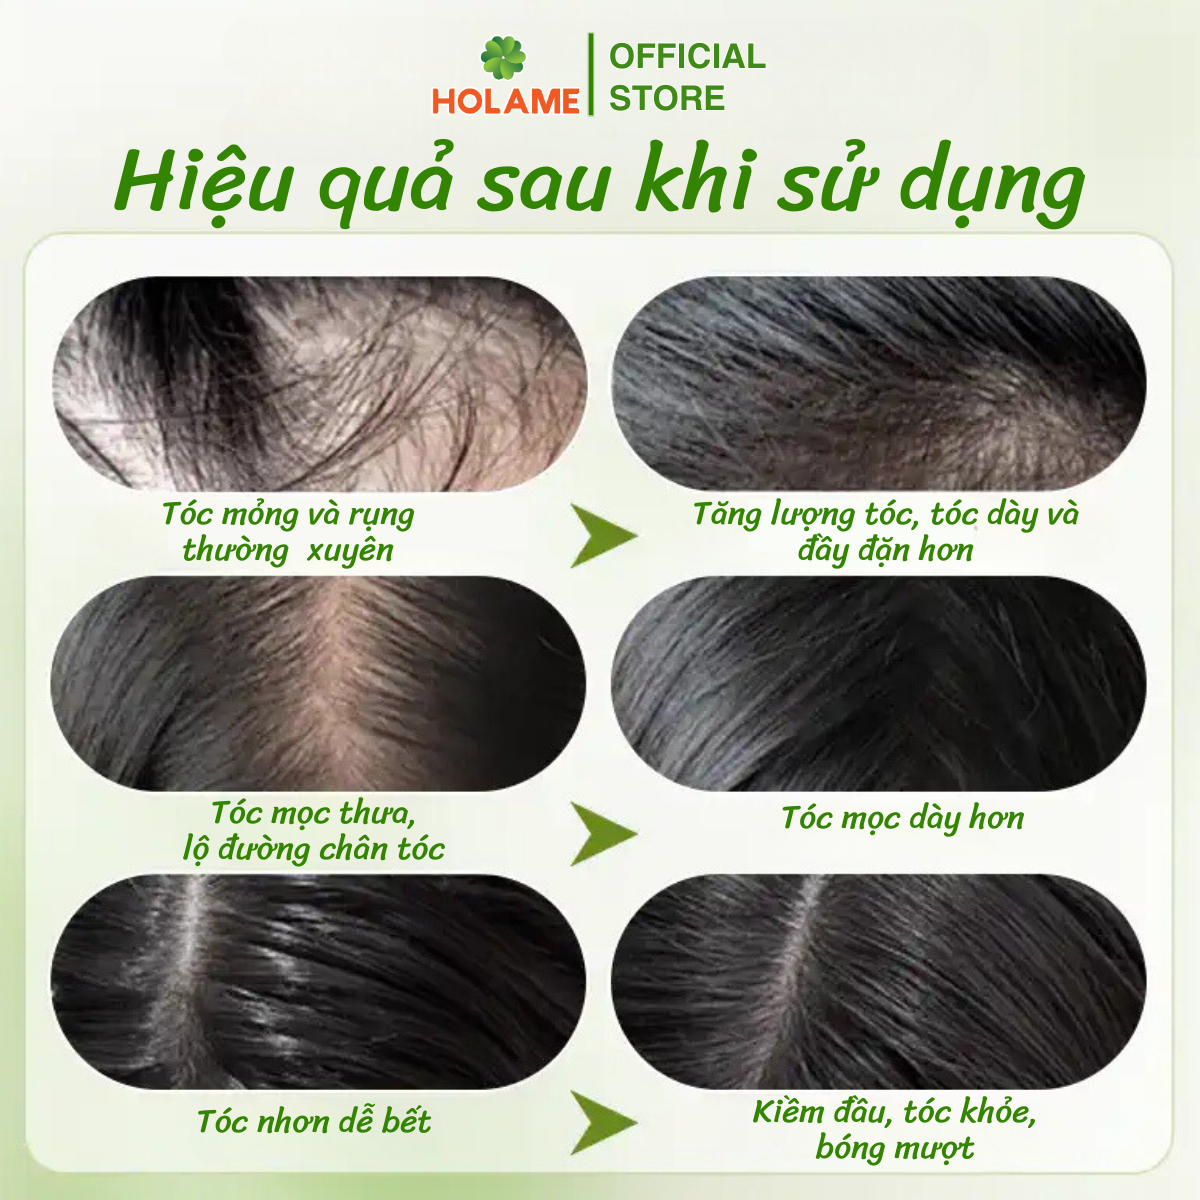 HOLAME
OFFICIAL
STORE
Hiệu quả sau khi sử dụng
Tóc mỏng và rụng
thường xuyên
Tăng lượng tóc, tóc dày và
đầy đặn hơn
Tóc mọc thưa,
lộ đường chân tóc
Tóc mọc dày hơn
Tóc nhơn dễ bết
Kiềm đầu, tóc khỏe,
bóng mượt